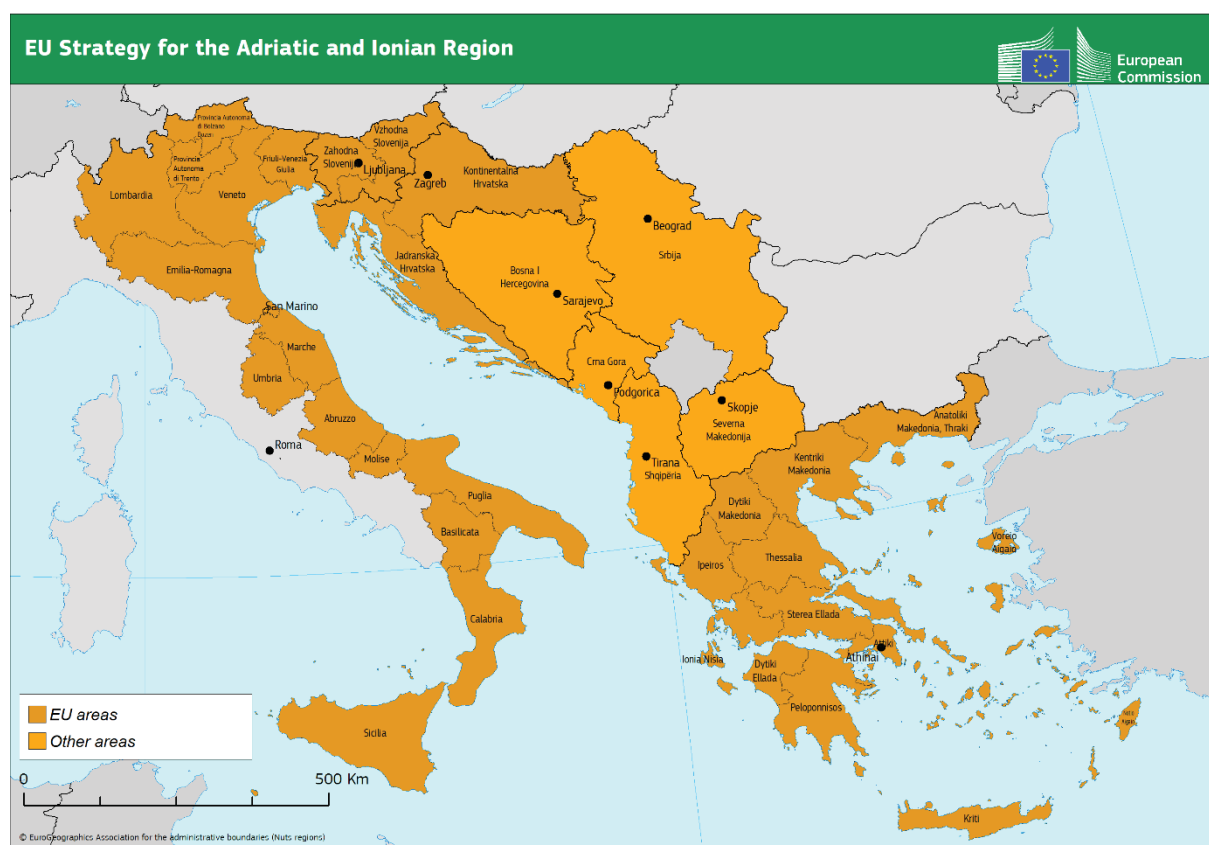 EU Strategy for the Adriatic and Ionian Region
European
Commission
Provincia Autonoma
di Bolzano
Provincia
Autonoma
di Trento
Friuli-Venezia
Giulia
Zahodna
Slovenija
Vzhodna
Slovenija
Ljubljana
Zagreb
Kontinentalna
Hrvatska
Lombardia
Veneto
Beograd
Srbija
Emilia-Romagna
Jadranska
Hrvatska
Bosna I
Hercegovina
Sarajevo
San Marino
Marche
Umbria
Crna Gora
Podgorica
Skopje
Severna
Makedonija
Abruzzo
Roma
Molise
Anatoliki
Makedonia, Thraki
Kentriki
Makedonia
Tirana
Shqipëria
Puglia
Dytiki
Makedonia
Basilicata
Voreio
Aigaio
Thessalia
Ipeiros
Calabria
Sterea Ellada
Attiki
Athinai
Ionia Nisia
Dytiki
Ellada
Peloponnisos
Sicilia
Kriti
EU areas
Other areas
0
500 Km
© EuroGeographics Association for the administrative boundaries (Nuts regions)